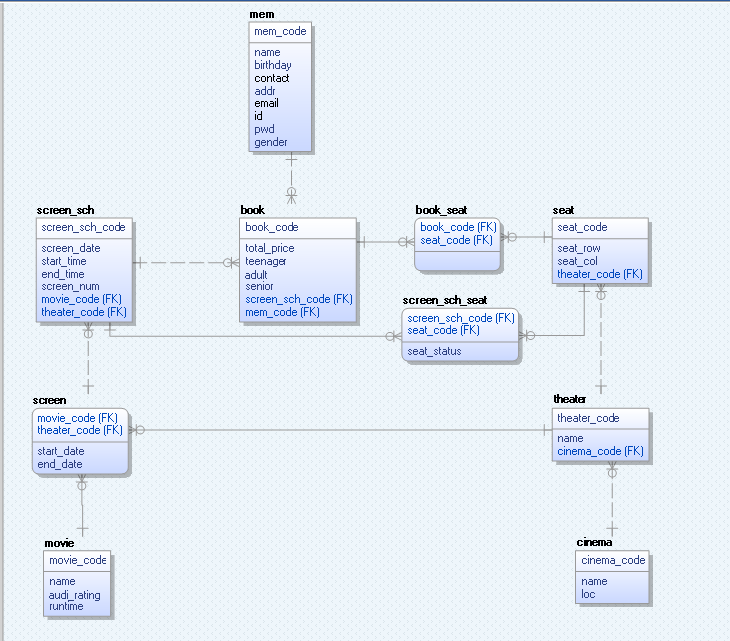 mem
mem_code
name
birthday
contact
addr
email
id
pwd
gender
screen_sch
screen_sch_code
screen_date
start_time
end_time
screen_num
movie_code (FK)
theater_code (FK)
book
book_code
total_price
teenager
adult
senior
screen_sch_code (FK)
mem_code (FK)
book_seat
book_code (FK)
seat_code (FK)
seat
seat_code
seat_row
seat_col
theater_code (FK)
screen_sch_seat
screen_sch_code (FK)
seat_code (FK)
seat_status
screen
movie_code (FK)
theater_code (FK)
start_date
end_date
theater
theater_code
name
cinema_code (FK)
movie
movie_code
name
audi_rating
runtime
cinema
cinema_code
name
loc